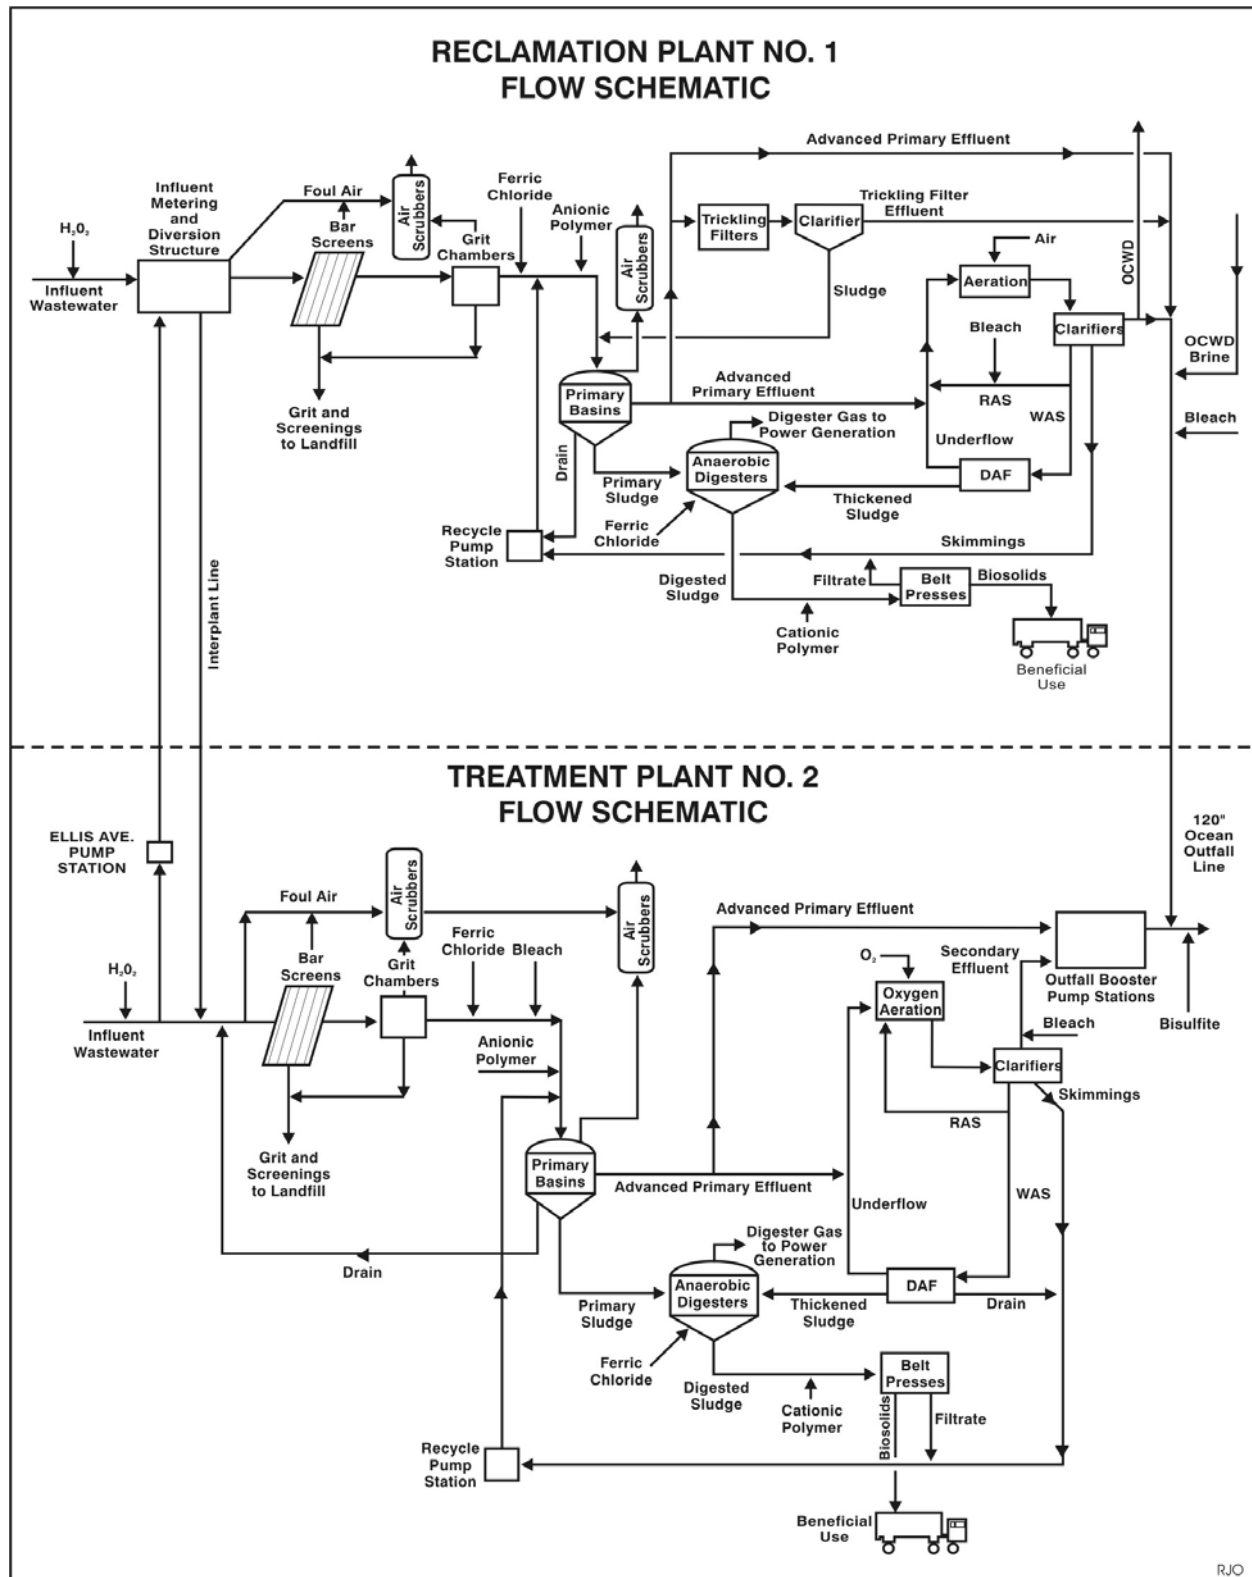 RECLAMATION PLANT NO. 1
FLOW SCHEMATIC
H₂0₂
Influent
Wastewater
Influent
Metering
and
Diversion
Structure
Foul Air
Bar
Screens
Air
Scrubbers
Grit
Chambers
Grit and
Screenings
to Landfill
Ferric
Chloride
Anionic
Polymer
Air
Scrubbers
Primary
Basins
Drain
Primary
Sludge
Recycle
Pump
Station
Advanced Primary Effluent
Trickling
Filters
Clarifier
Trickling Filter
Effluent
Sludge
Advanced
Primary Effluent
Air
Aeration
Bleach
Clarifiers
RAS
WAS
Underflow
DAF
Thickened
Sludge
Digester Gas to
Power Generation
Anaerobic
Digesters
Ferric
Chloride
Skimmings
Digested
Sludge
Cationic
Polymer
Filtrate
Belt
Presses
Biosolids
Beneficial
Use
OCWD
OCWD
Brine
Bleach
Interplant Line
TREATMENT PLANT NO. 2
FLOW SCHEMATIC
ELLIS AVE.
PUMP
STATION
120"
Ocean
Outfall
Line
H₂0₂
Influent
Wastewater
Foul Air
Bar
Screens
Air
Scrubbers
Grit
Chambers
Grit and
Screenings
to Landfill
Ferric
Chloride
Bleach
Anionic
Polymer
Air
Scrubbers
Primary
Basins
Drain
Primary
Sludge
Advanced Primary Effluent
Advanced Primary Effluent
Secondary
Effluent
O₂
Oxygen
Aeration
Outfall Booster
Pump Stations
Bisulfite
Bleach
Clarifiers
Skimmings
RAS
WAS
Underflow
DAF
Drain
Thickened
Sludge
Digester Gas
to Power
Generation
Anaerobic
Digesters
Ferric
Chloride
Digested
Sludge
Cationic
Polymer
Belt
Presses
Biosolids
Filtrate
Recycle
Pump
Station
Beneficial
Use
RJO